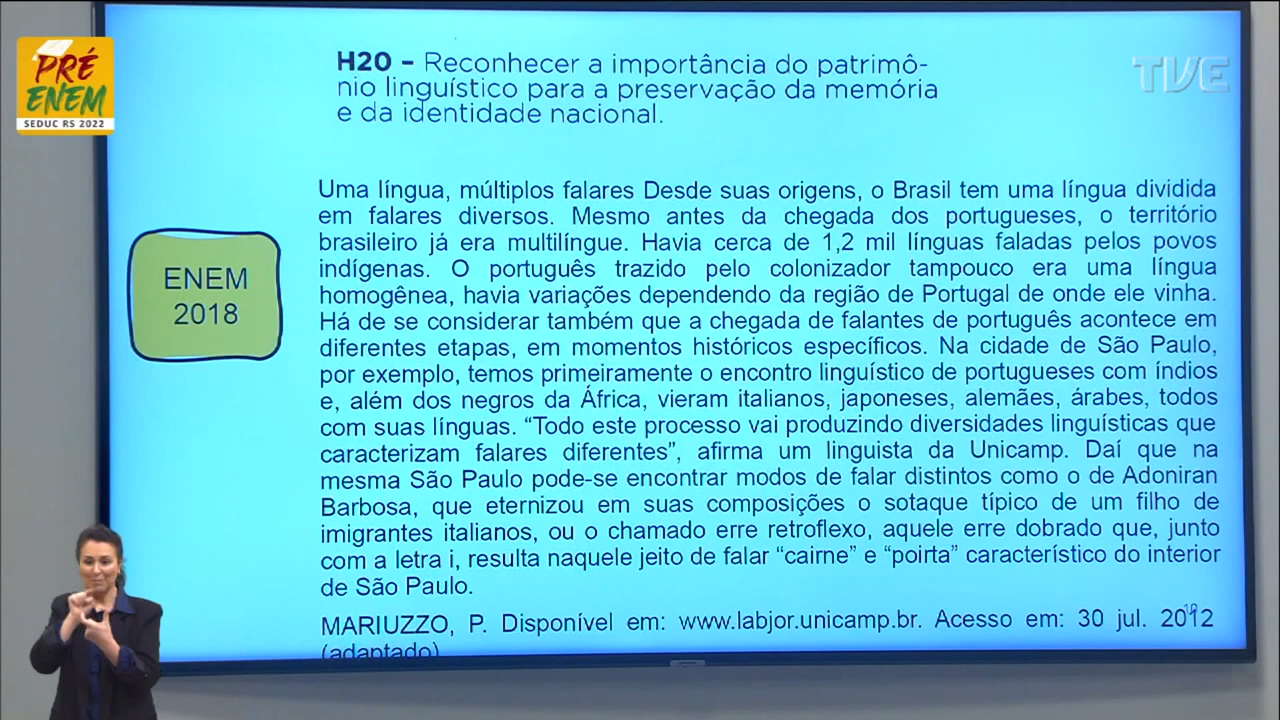 PRÉ
ENEM
SEDUC RS 2022
TVE
H20 – Reconhecer a importância do patrimô-
nio linguístico para a preservação da memória
e da identidade nacional.
ENEM
2018
Uma língua, múltiplos falares Desde suas origens, o Brasil tem uma língua dividida
em falares diversos. Mesmo antes da chegada dos portugueses, o território
brasileiro já era multilíngue. Havia cerca de 1,2 mil línguas faladas pelos povos
indígenas. O português trazido pelo colonizador tampouco era uma língua
homogênea, havia variações dependendo da região de Portugal de onde ele vinha.
Há de se considerar também que a chegada de falantes de português acontece em
diferentes etapas, em momentos históricos específicos. Na cidade de São Paulo,
por exemplo, temos primeiramente o encontro linguístico de portugueses com índios
e, além dos negros da África, vieram italianos, japoneses, alemães, árabes, todos
com suas línguas. “Todo este processo vai produzindo diversidades linguísticas que
caracterizam falares diferentes”, afirma um linguista da Unicamp. Daí que na
mesma São Paulo pode-se encontrar modos de falar distintos como o de Adoniran
Barbosa, que eternizou em suas composições o sotaque típico de um filho de
imigrantes italianos, ou o chamado erre retroflexo, aquele erre dobrado que, junto
com a letra i, resulta naquele jeito de falar “cairne” e “poirta” característico do interior
de São Paulo.
MARIUZZO, P. Disponível em: www.labjor.unicamp.br. Acesso em: 30 jul. 2012
(adaptado)